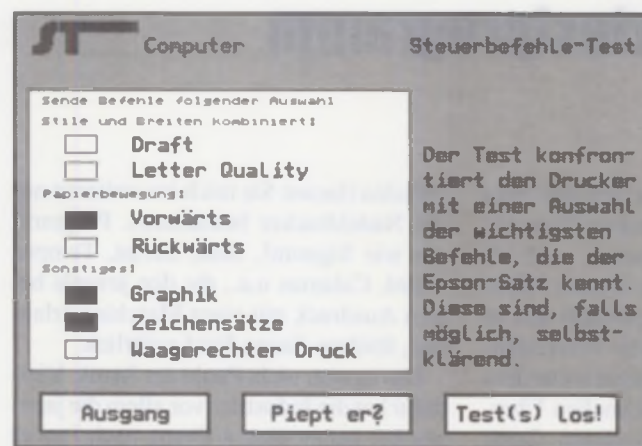 ST Computer
Steuerbefehle-Test
Sende Befehle folgender Auswahl
Stile und Breiten kombiniert:
Draft
Letter Quality
Papierbewegung:
Vorwärts
Rückwärts
Sonstiges:
Graphik
Zeichensätze
Waagerechter Druck
Der Test konfron-
tiert den Drucker
mit einer Auswahl
der wichtigsten
Befehle, die der
Epson-Satz kennt.
Diese sind, falls
möglich, selbst-
klärend.
Ausgang
Piept er?
Test(s) los!